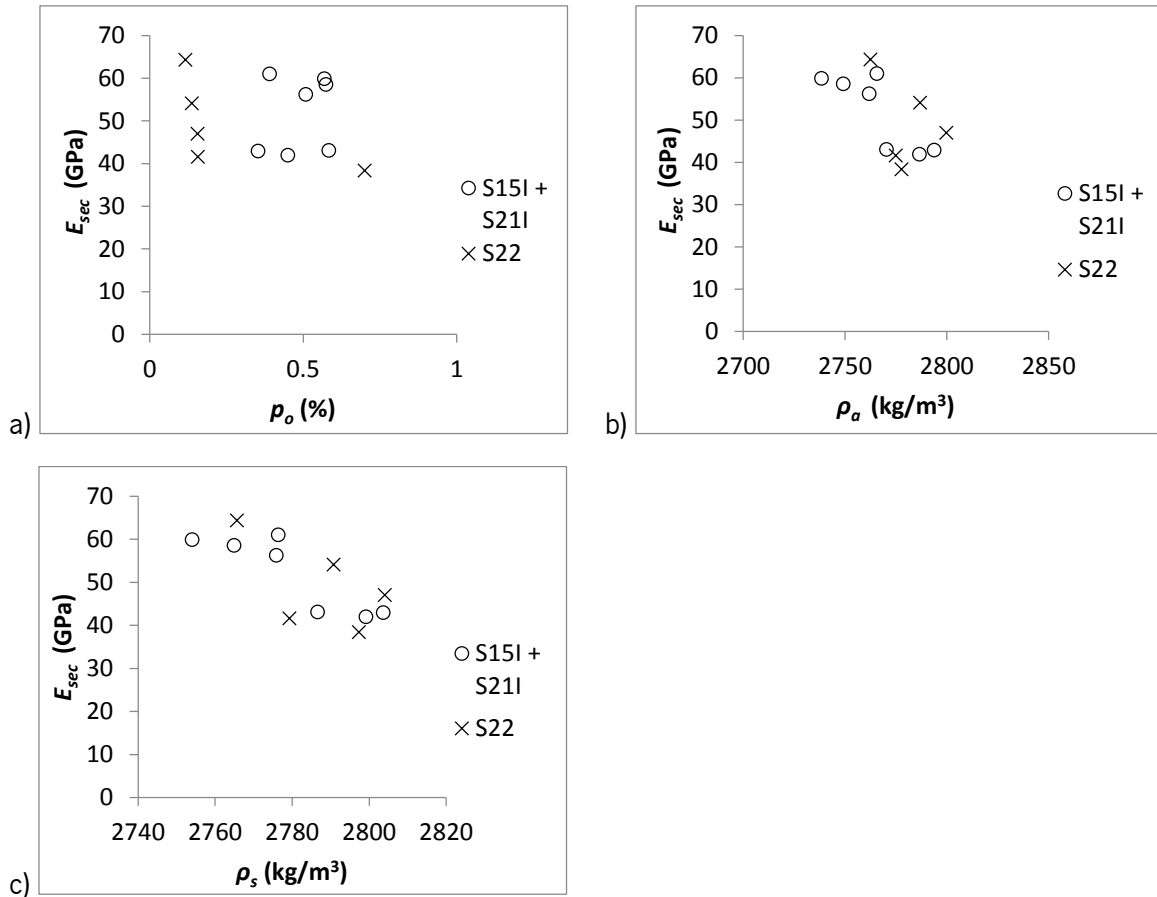 70
60
50
40
30
20
10
0
E_sec (GPa)
0 0.5 1
p_o (%)
S15I +
S21I
S22
a)
70
60
50
40
30
20
10
0
E_sec (GPa)
2700 2750 2800 2850
ρ_a (kg/m³)
S15I +
S21I
S22
b)
70
60
50
40
30
20
10
0
E_sec (GPa)
2740 2760 2780 2800 2820
ρ_s (kg/m³)
S15I +
S21I
S22
c)